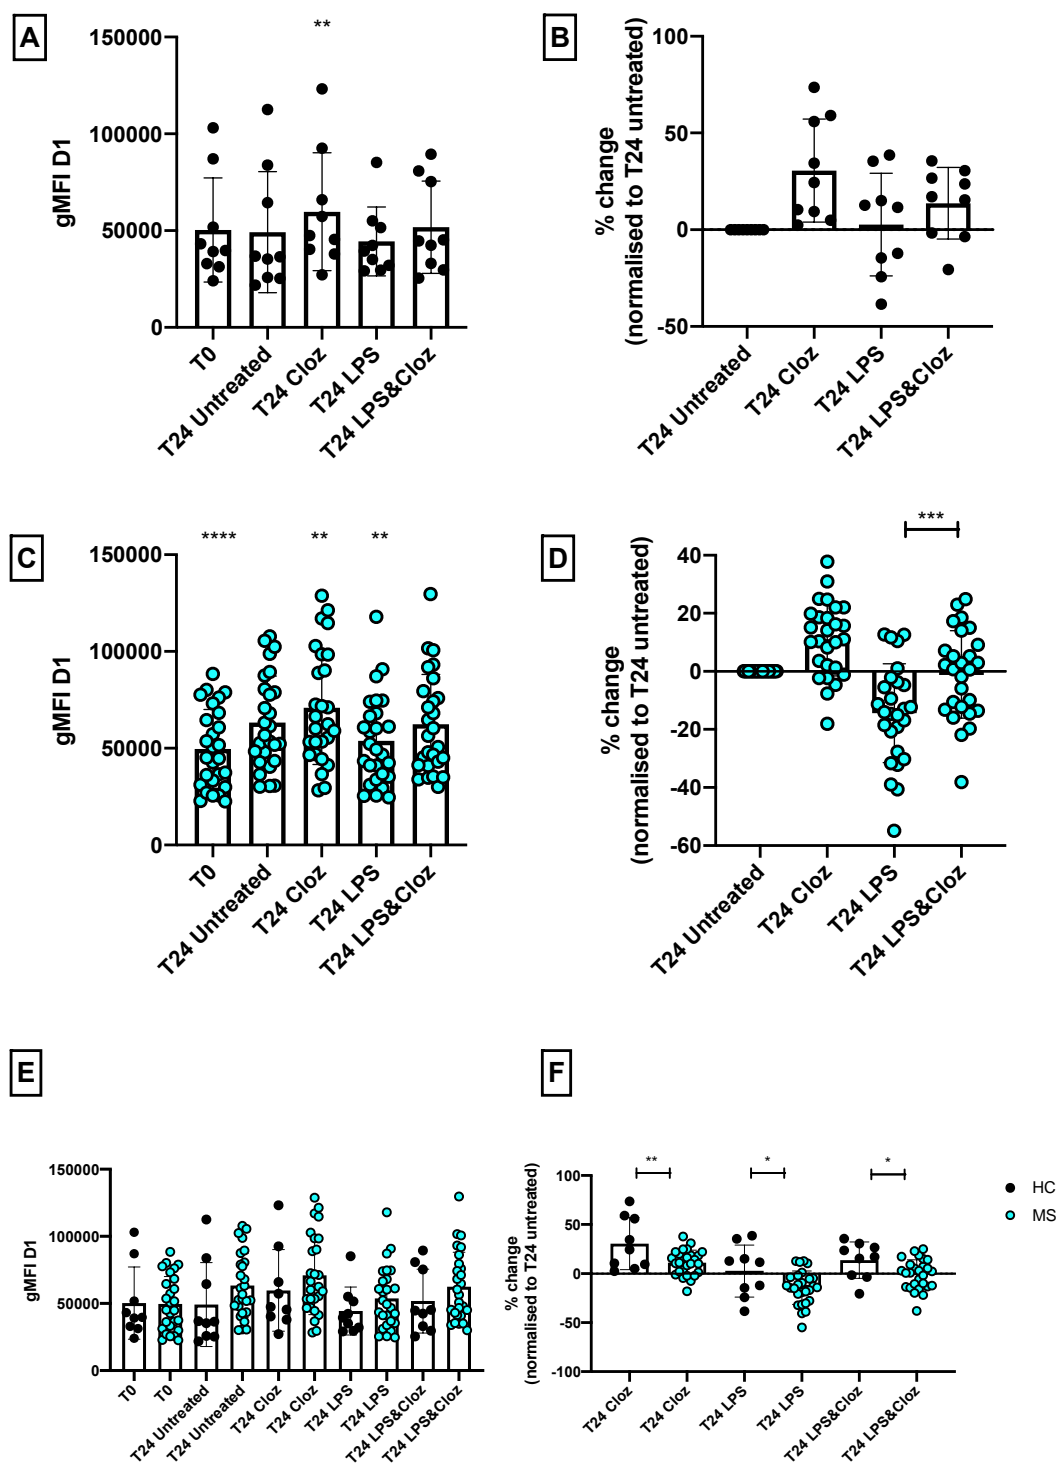 A
**
150000
100000
50000
0
gMFI D1
T0
T24 Untreated
T24 Cloz
T24 LPS
T24 LPS&Cloz
B
100
50
0
-50
% change
(normalised to T24 untreated)
T24 Untreated
T24 Cloz
T24 LPS
T24 LPS&Cloz
C
****
**
**
150000
100000
50000
0
gMFI D1
T0
T24 Untreated
T24 Cloz
T24 LPS
T24 LPS&Cloz
D
***
40
20
0
-20
-40
-60
% change
(normalised to T24 untreated)
T24 Untreated
T24 Cloz
T24 LPS
T24 LPS&Cloz
E
150000
100000
50000
0
gMFI D1
T0
T0
T24 Untreated
T24 Untreated
T24 Cloz
T24 Cloz
T24 LPS
T24 LPS
T24 LPS&Cloz
T24 LPS&Cloz
F
**
*
*
100
50
0
-50
-100
% change
(normalised to T24 untreated)
T24 Cloz
T24 Cloz
T24 LPS
T24 LPS
T24 LPS&Cloz
T24 LPS&Cloz
HC
MS